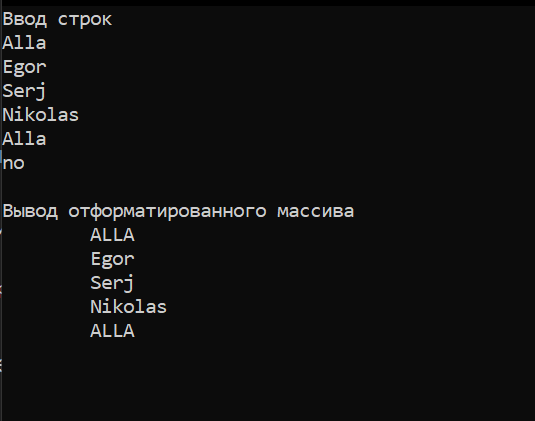 Ввод строк
Alla
Egor
Serj
Nikolas
Alla
no
Вывод отформатированного массива
ALLA
Egor
Serj
Nikolas
ALLA